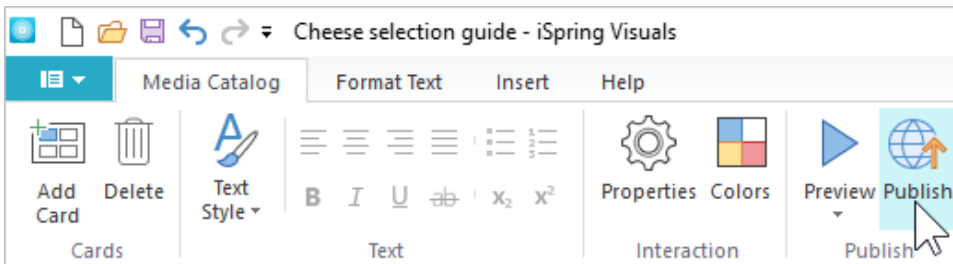 Cheese selection guide - iSpring Visuals
Media Catalog Format Text Insert Help
Add Card
Delete
Text Style
B I U ab x₂ x²
Properties Colors
Preview Publish
Cards Text Interaction Publish